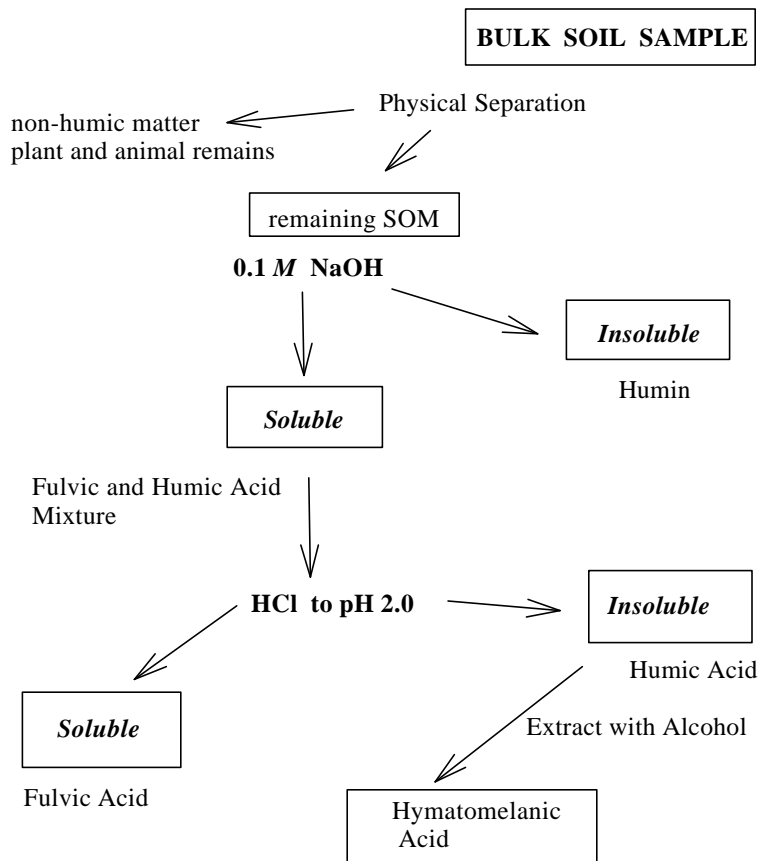 BULK SOIL SAMPLE
Physical Separation
non-humic matter
plant and animal remains
remaining SOM
0.1 M NaOH
Insoluble
Humin
Soluble
Fulvic and Humic Acid
Mixture
HCl to pH 2.0
Insoluble
Humic Acid
Soluble
Extract with Alcohol
Fulvic Acid
Hymatomelanic
Acid